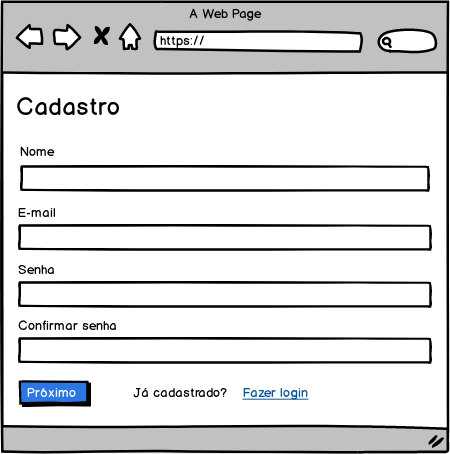 A Web Page
https://
Cadastro
Nome
E-mail
Senha
Confirmar senha
Próximo Já cadastrado? Fazer login